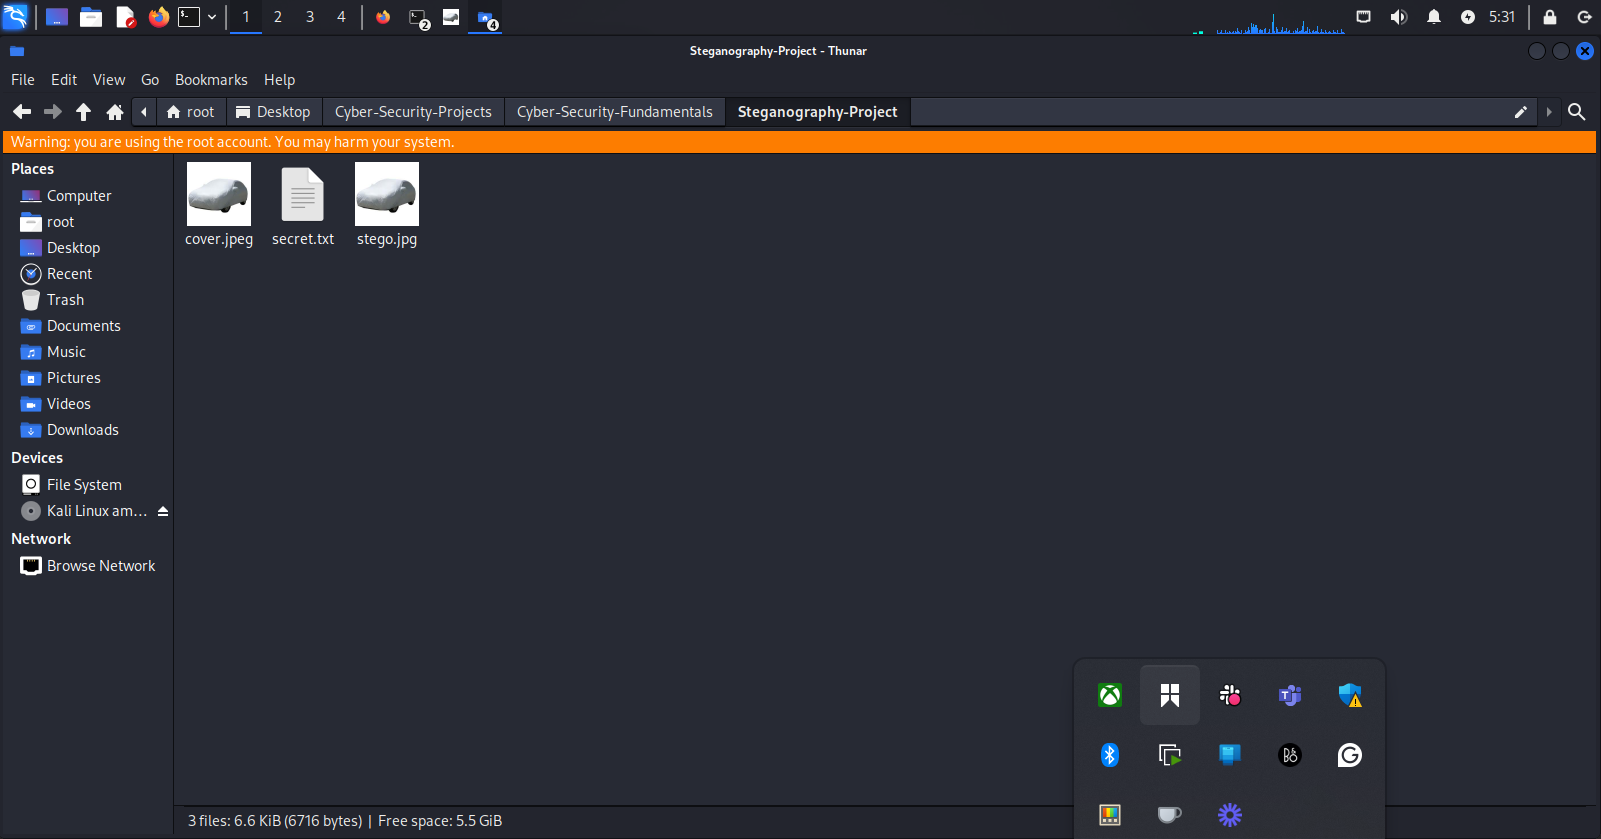 1 2 3 4 2 4 5:31
Steganography-Project - Thunar
File Edit View Go Bookmarks Help
root Desktop Cyber-Security-Projects Cyber-Security-Fundamentals Steganography-Project
Warning: you are using the root account. You may harm your system.
Places
Computer
root
Desktop
Recent
Trash
Documents
Music
Pictures
Videos
Downloads
Devices
File System
Kali Linux am...
Network
Browse Network
cover.jpeg secret.txt stego.jpg
3 files: 6.6 KiB (6716 bytes) | Free space: 5.5 GiB